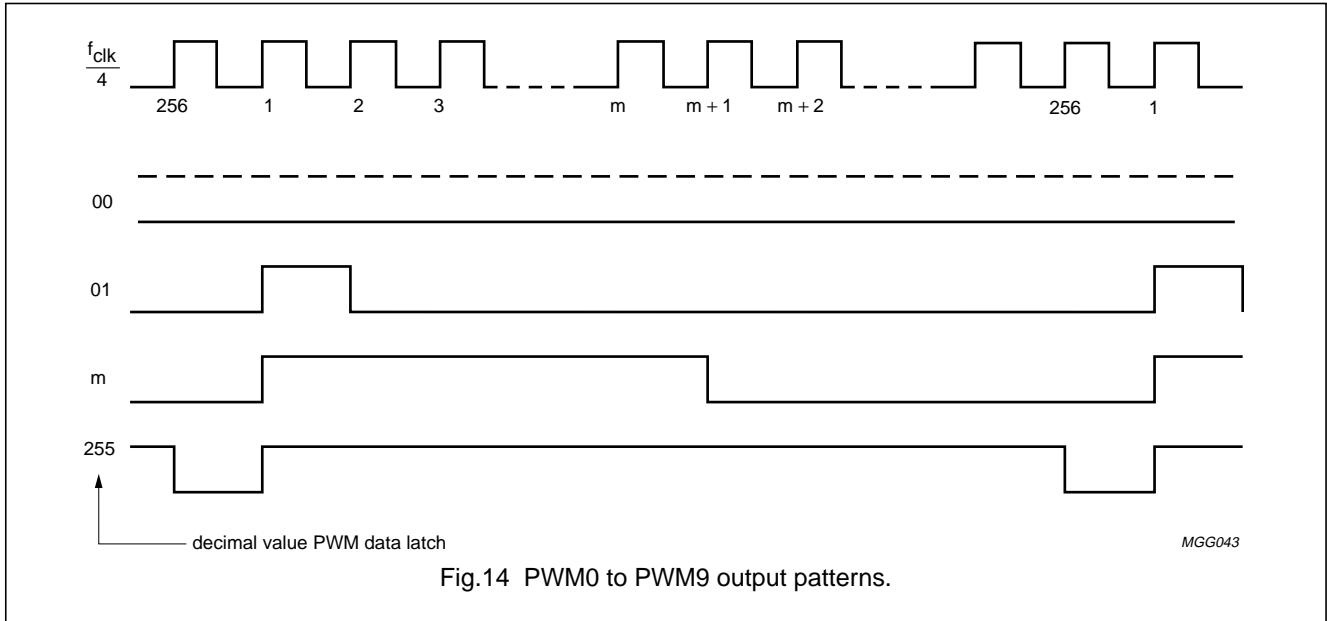 fclk
4
256 1 2 3 m m + 1 m + 2 256 1
00
01
m
255
decimal value PWM data latch
MGG043
Fig.14 PWM0 to PWM9 output patterns.